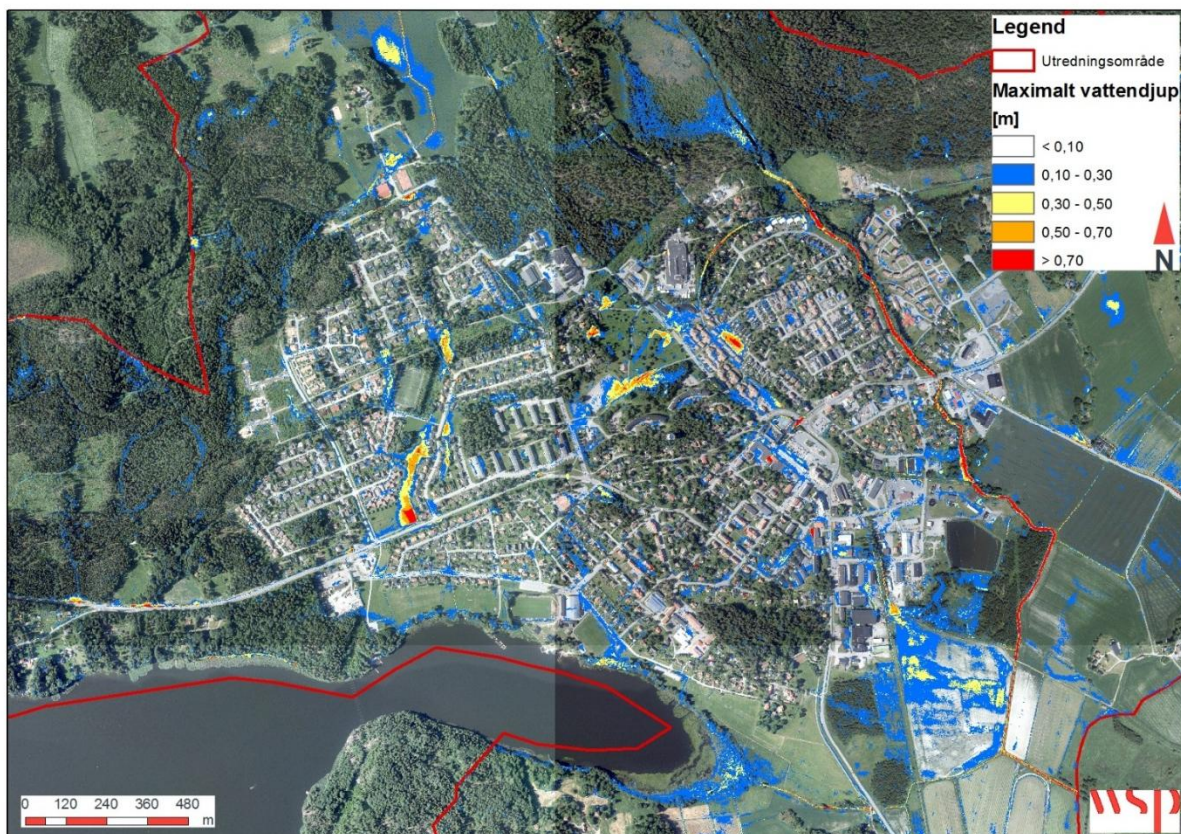 Legend
Utredningsområde
Maximalt vattendjup
[m]
< 0,10
0,10 - 0,30
0,30 - 0,50
0,50 - 0,70
> 0,70
N
0 120 240 360 480
m
wsp